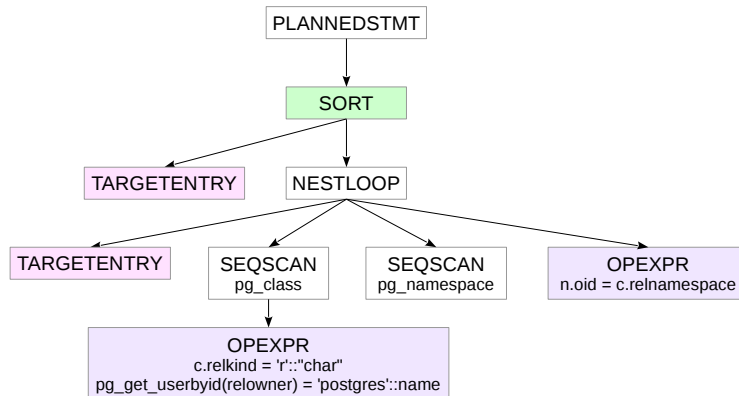 PLANNEDSTMT
SORT
TARGETENTRY
NESTLOOP
TARGETENTRY
SEQSCAN
pg_class
SEQSCAN
pg_namespace
OPEXPR
n.oid = c.relnamespace
OPEXPR
c.relkind = 'r'::"char"
pg_get_userbyid(relowner) = 'postgres'::name